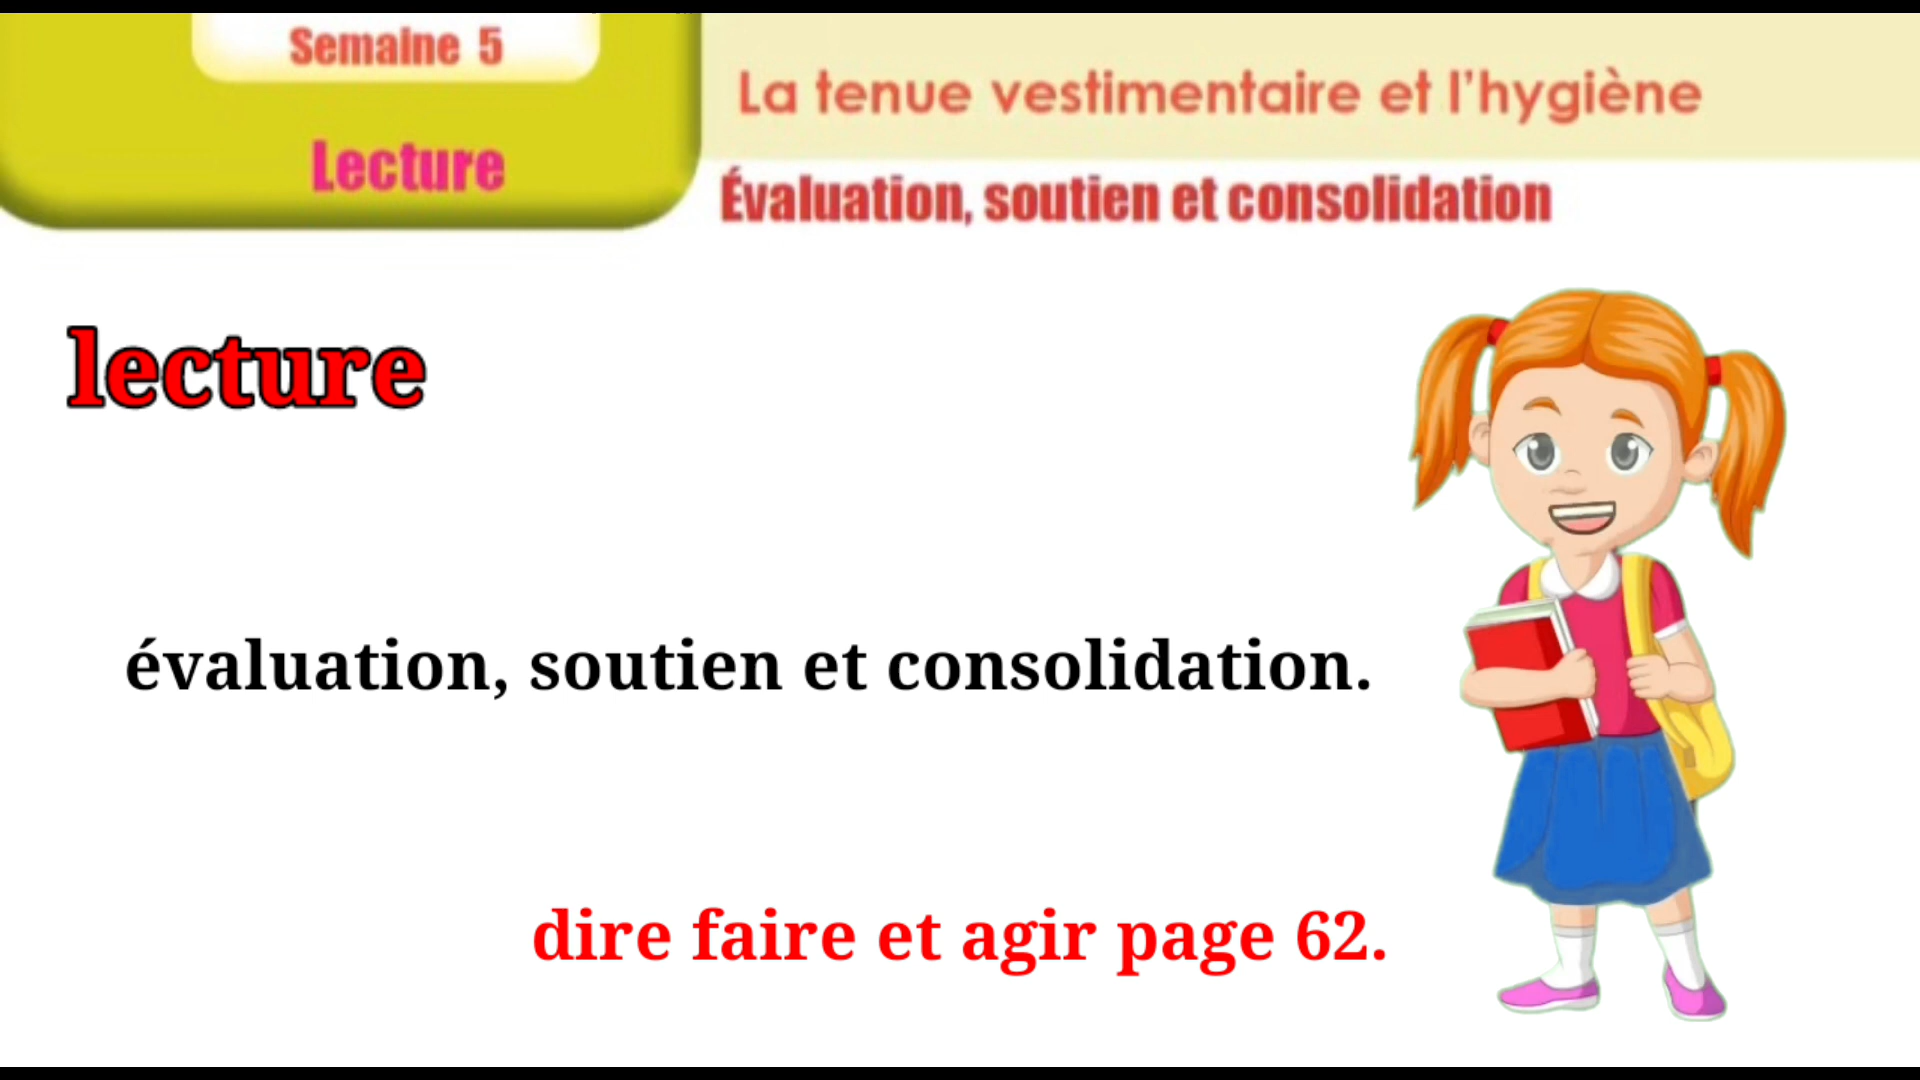 Semaine 5
La tenue vestimentaire et l'hygiène
Lecture
Évaluation, soutien et consolidation
lecture
évaluation, soutien et consolidation.
dire faire et agir page 62.